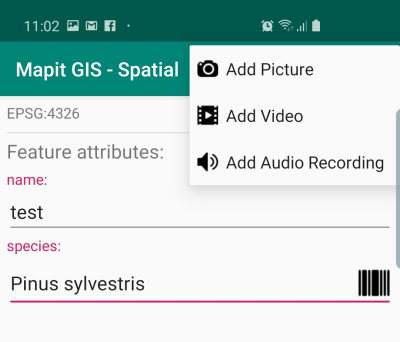 11:02
Mapit GIS - Spatial
Add Picture
Add Video
Add Audio Recording
EPSG:4326
Feature attributes:
name:
test
species:
Pinus sylvestris